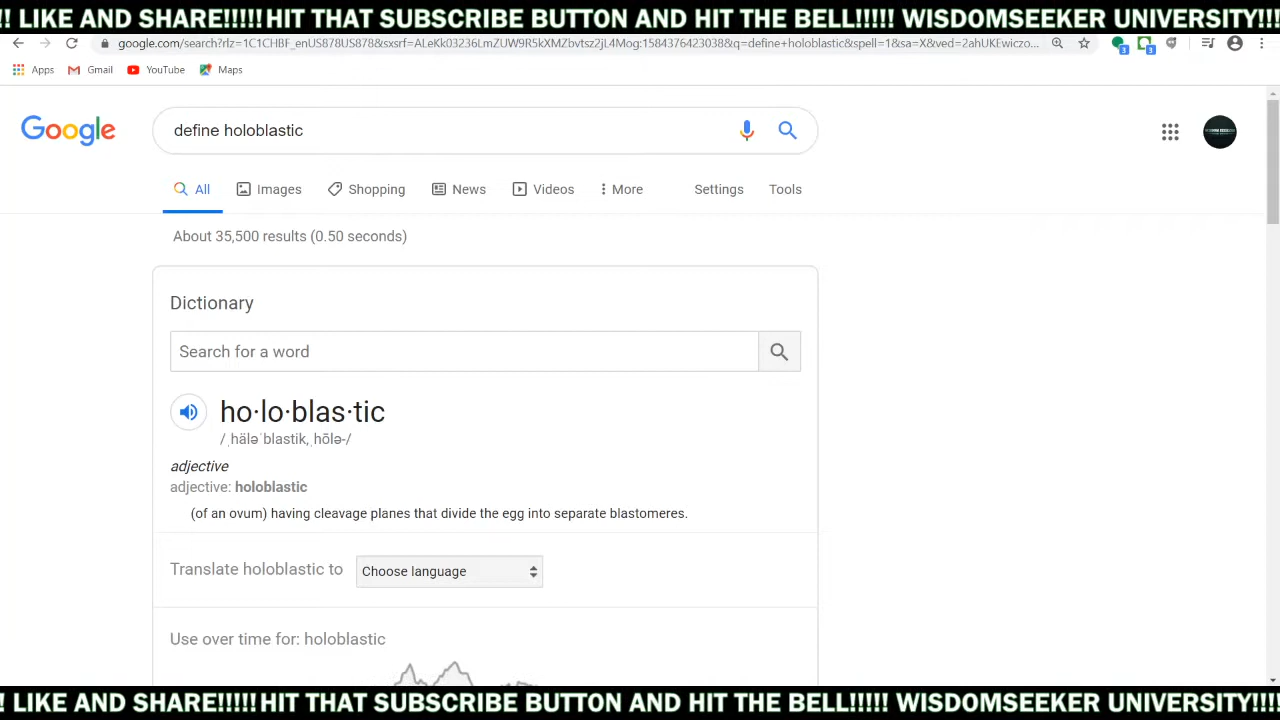 !! LIKE AND SHARE!!!!!HIT THAT SUBSCRIBE BUTTON AND HIT THE BELL!!!!! WISDOMSEEKER UNIVERSITY!!!
Apps Gmail YouTube Maps
Google
define holoblastic
All Images Shopping News Videos More Settings Tools
About 35,500 results (0.50 seconds)
Dictionary
Search for a word
ho·lo·blas·tic
/ˌhäləˈblastik,ˌhōlə-/
adjective
adjective: holoblastic
(of an ovum) having cleavage planes that divide the egg into separate blastomeres.
Translate holoblastic to Choose language
Use over time for: holoblastic
! LIKE AND SHARE!!!!!HIT THAT SUBSCRIBE BUTTON AND HIT THE BELL!!!!! WISDOMSEEKER UNIVERSITY!!!!